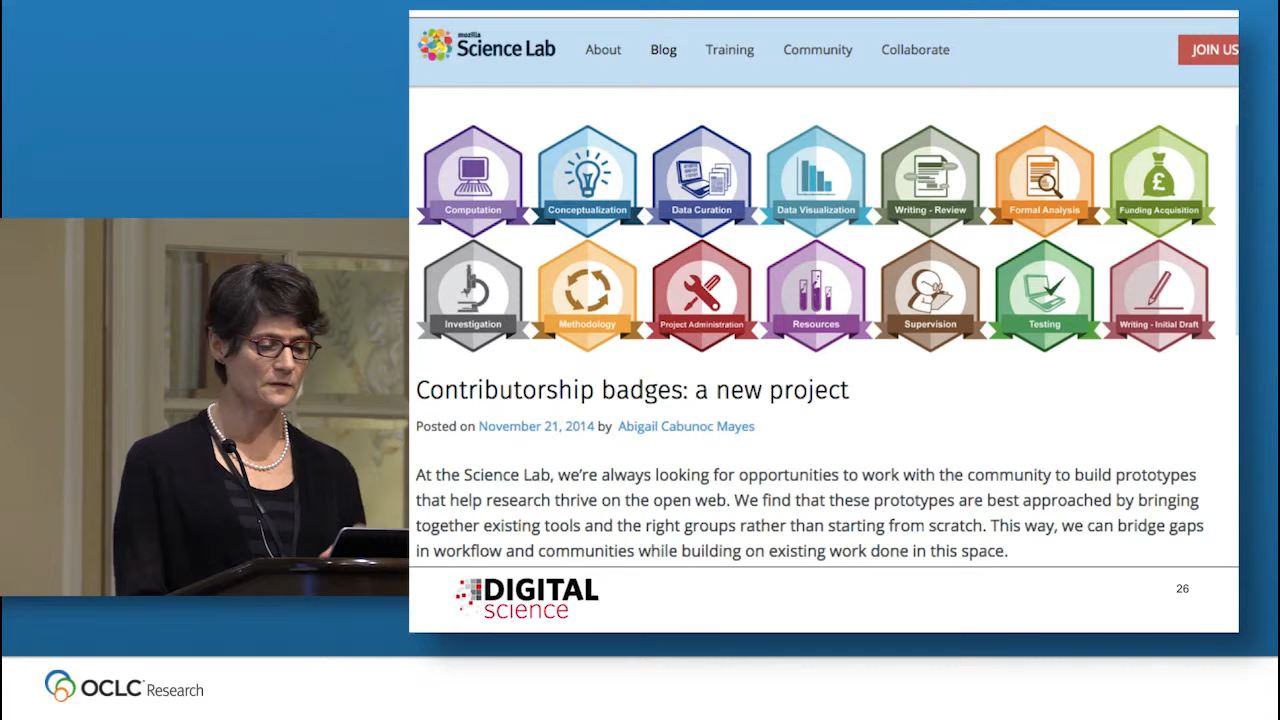 mozilla
Science Lab
About Blog Training Community Collaborate
JOIN US
Computation Conceptualization Data Curation Data Visualization Writing - Review Formal Analysis Funding Acquisition
Investigation Methodology Project Administration Resources Supervision Testing Writing - Initial Draft
Contributorship badges: a new project
Posted on November 21, 2014 by Abigail Cabunoc Mayes
At the Science Lab, we’re always looking for opportunities to work with the community to build prototypes
that help research thrive on the open web. We find that these prototypes are best approached by bringing
together existing tools and the right groups rather than starting from scratch. This way, we can bridge gaps
in workflow and communities while building on existing work done in this space.
DIGITAL
science
26
OCLC Research